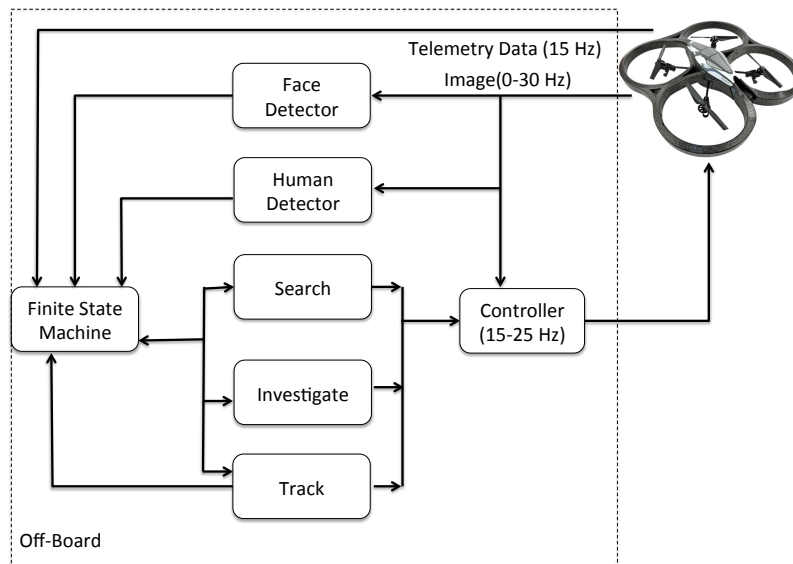 Telemetry Data (15 Hz)
Image(0-30 Hz)
Face
Detector
Human
Detector
Search
Finite State
Machine
Controller
(15-25 Hz)
Investigate
Track
Off-Board